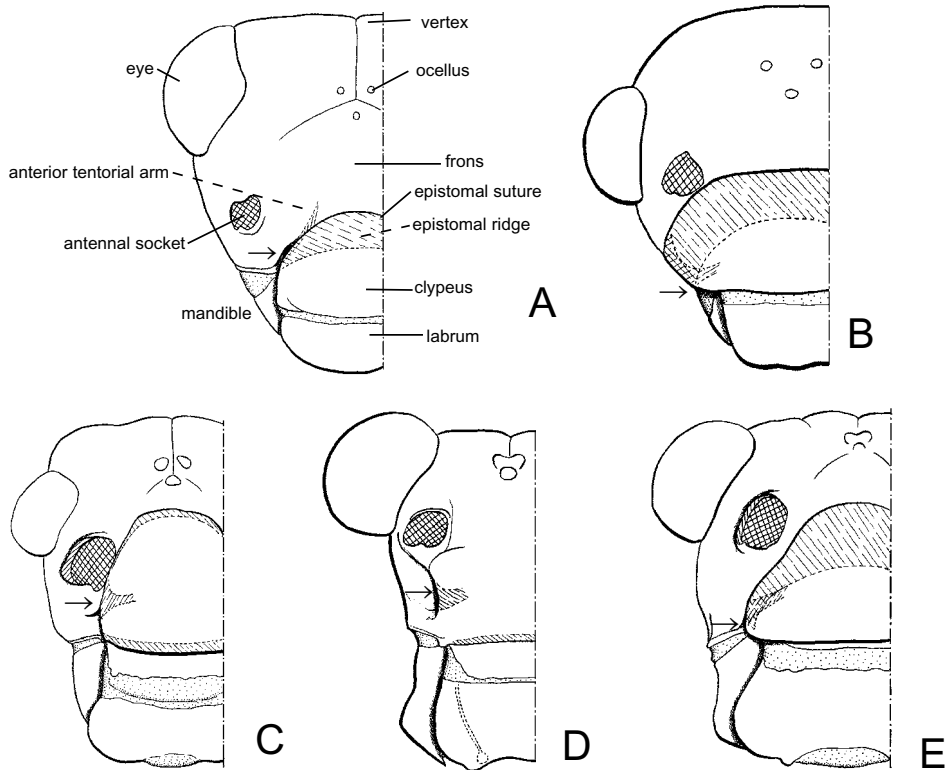 vertex
eye
ocellus
anterior tentorial arm
frons
epistomal suture
antennal socket
epistomal ridge
clypeus
mandible
labrum
A
B
C
D
E